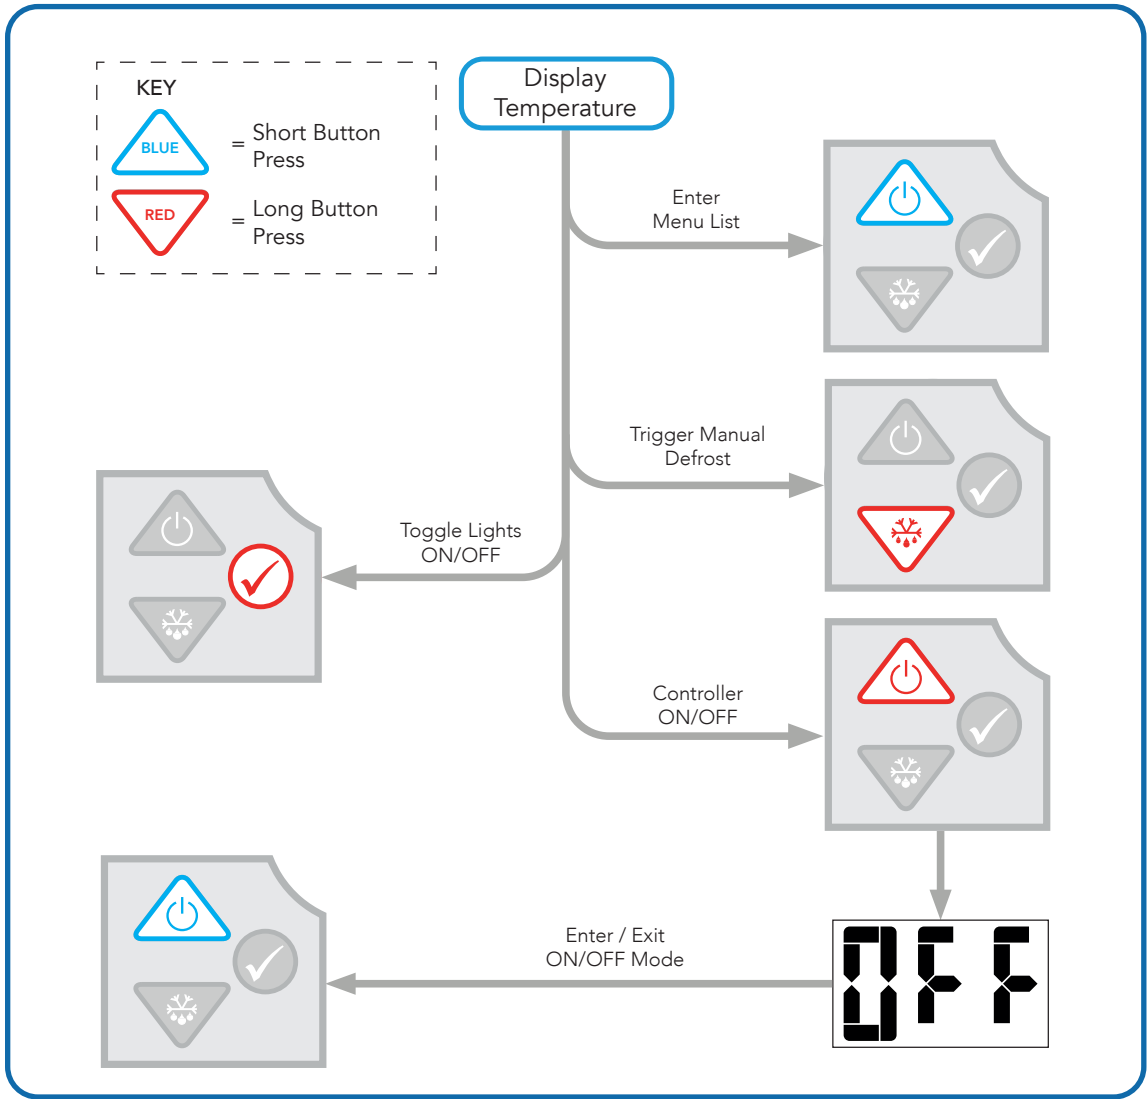 KEY
BLUE
= Short Button
Press
RED
= Long Button
Press
Display
Temperature
Enter
Menu List
Trigger Manual
Defrost
Toggle Lights
ON/OFF
Controller
ON/OFF
Enter / Exit
ON/OFF Mode
OFF